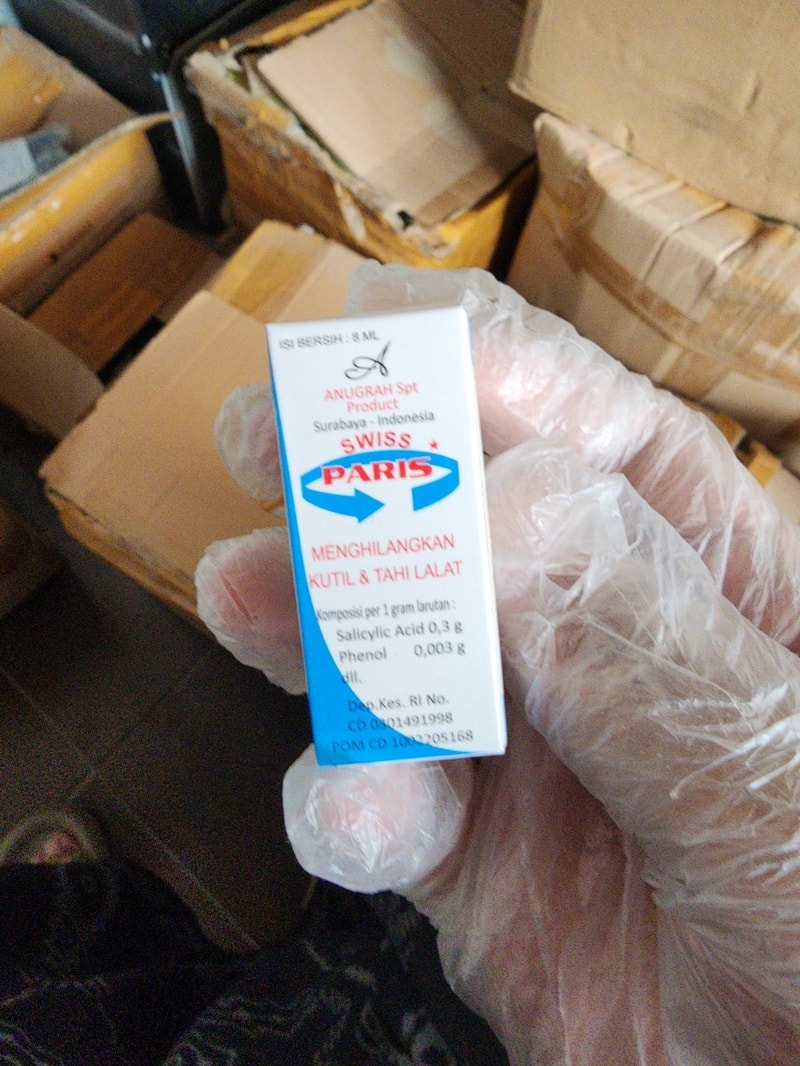 ISI BERSIH : 8 ML
A
ANUGRAH Spt
Product
Surabaya - Indonesia
SWISS
PARIS
MENGHILANGKAN
KUTIL & TAHI LALAT
Komposisi per 1 gram larutan :
Salicylic Acid 0,3 g
Phenol 0,003 g
dll.
Dep.Kes. RI No.
CD 0301491998
POM CD 1002205168